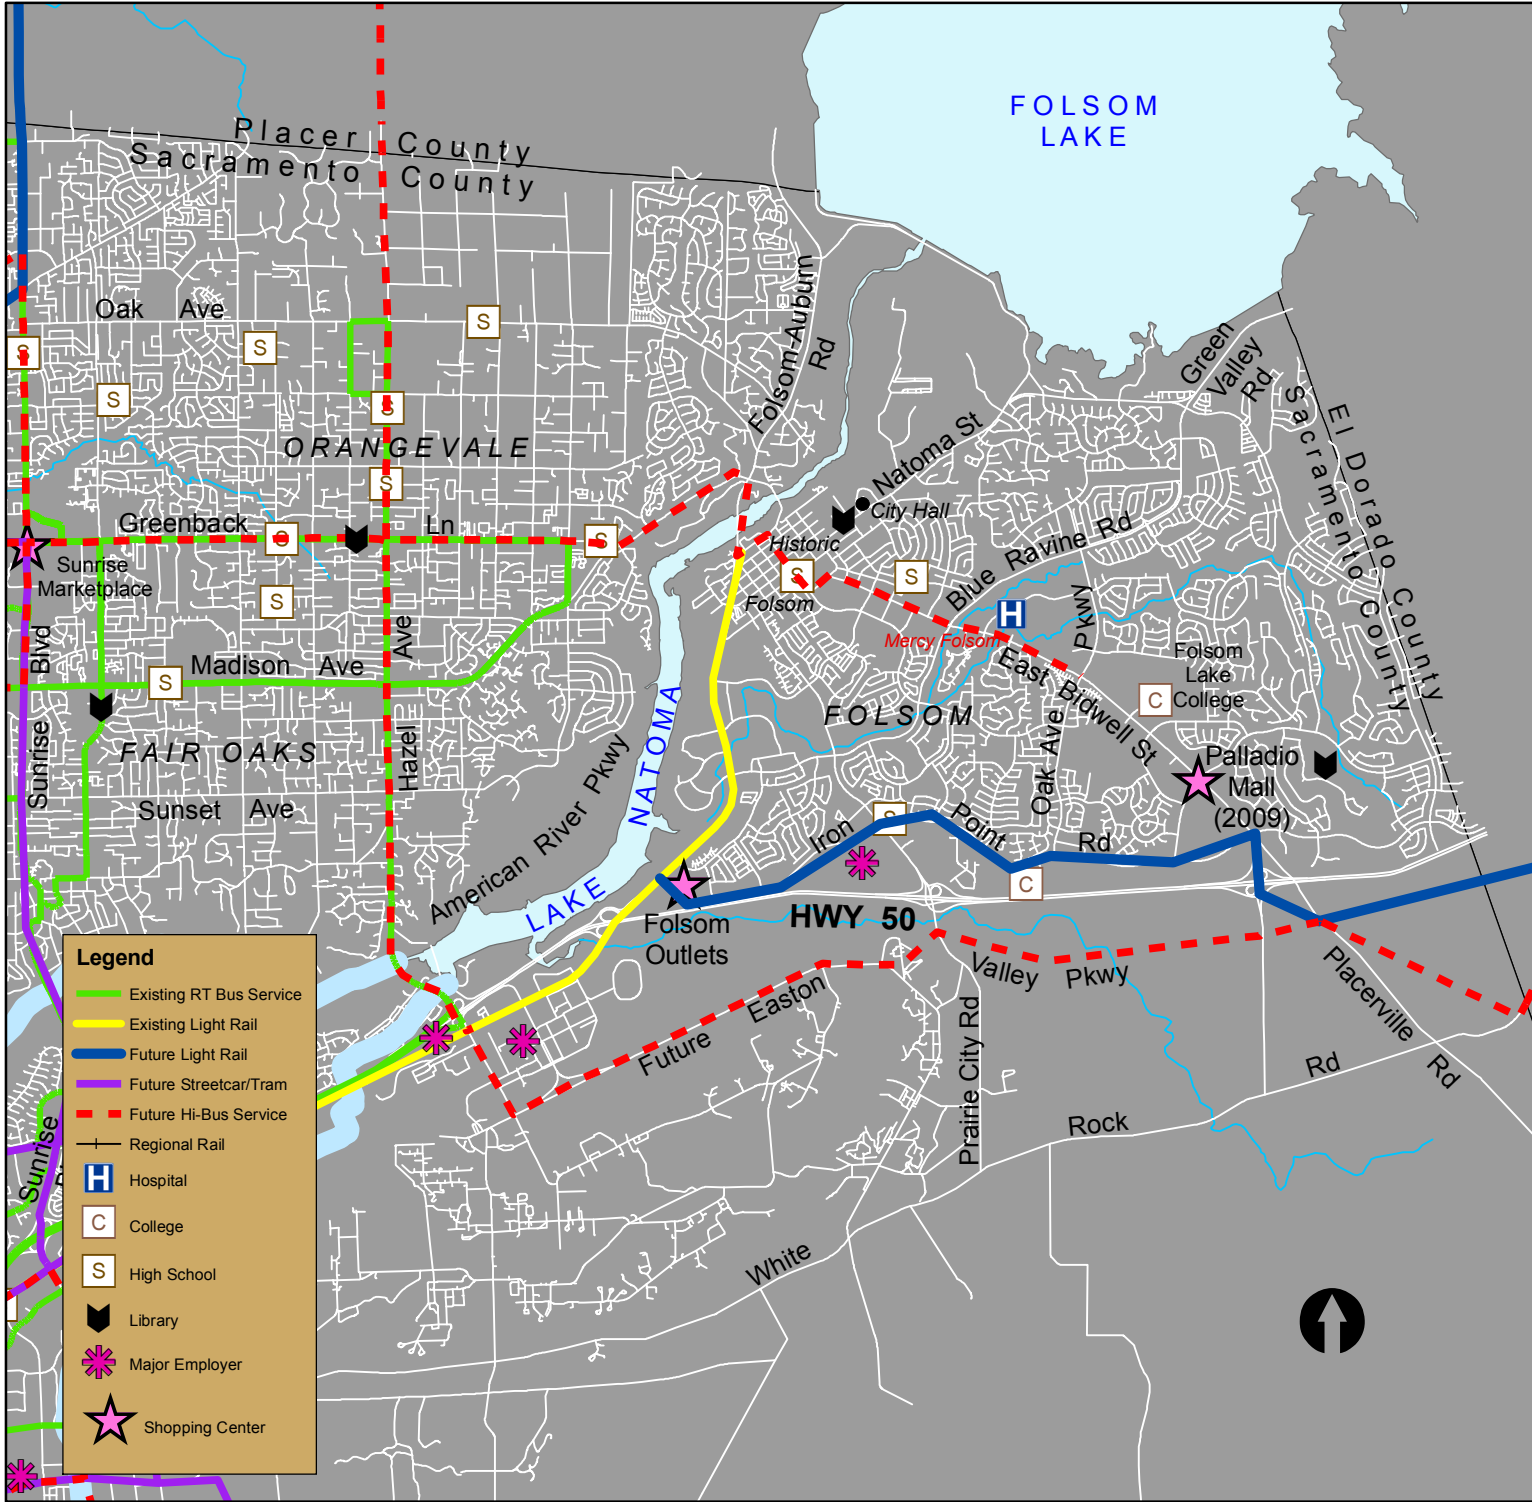 FOLSOM
LAKE
Placer County
Sacramento County
Oak Ave
S
S
S
S
S
S
ORANGEVALE
Folsom-Auburn
Rd
Green
Valley
Rd
El Dorado County
Sacramento County
Natoma St
City Hall
Greenback Ln
S
S
S
S
S
Historic
Folsom
Sunrise
Marketplace
Blue Ravine Rd
H
Mercy Folsom
Pkwy
Oak Ave
East Bidwell St
Folsom
Lake
College
C
Blvd
Sunrise
Madison Ave
S
Ave
Hazel
FAIR OAKS
Sunset Ave
FOLSOM
Palladio
Mall
(2009)
American River Pkwy
LAKE NATOMA
Iron Point Rd
S
C
HWY 50
Folsom
Outlets
Future Easton Valley Pkwy
Prairie City Rd
Placerville Rd
White Rock Rd
Sunrise
Legend
Existing RT Bus Service
Existing Light Rail
Future Light Rail
Future Streetcar/Tram
Future Hi-Bus Service
Regional Rail
H Hospital
C College
S High School
Library
Major Employer
Shopping Center